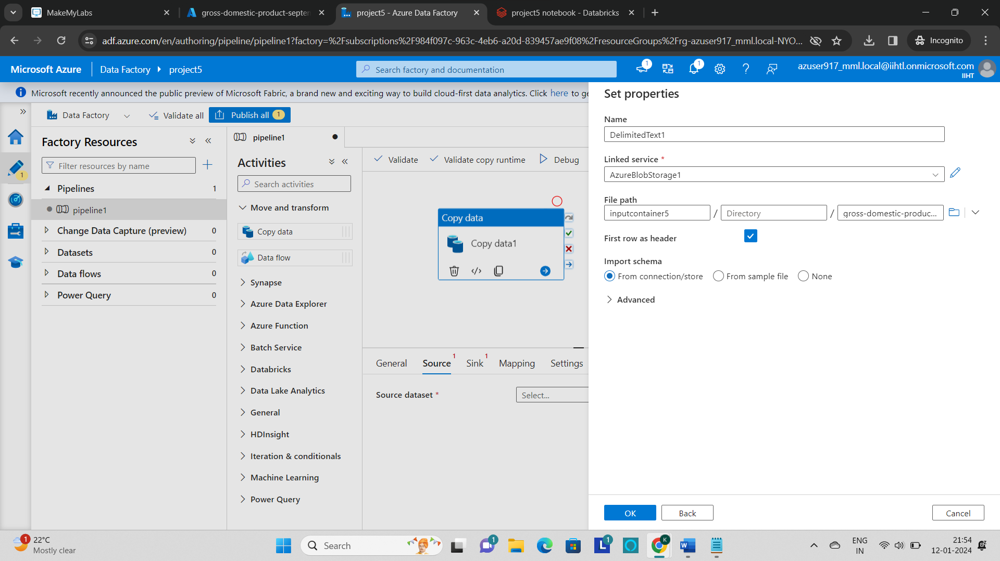 MakeMyLabs
gross-domestic-product-septen
project5 - Azure Data Factory
project5 notebook - Databricks
adf.azure.com/en/authoring/pipeline/pipeline1?factory=%2Fsubscriptions%2F984f097c-963c-4eb6-a20d-839457ae9f08%2FresourceGroups%2Frg-azuser917_mml.local-NYO...
Incognito
Microsoft Azure
Data Factory
project5
Search factory and documentation
1
1
azuser917_mml.local@iihtl.onmicrosoft.com
IIHT
Microsoft recently announced the public preview of Microsoft Fabric, a brand new and exciting way to build cloud-first data analytics. Click here to ge
Data Factory
Validate all
Publish all 1
1
Factory Resources
Filter resources by name
Pipelines 1
pipeline1
Change Data Capture (preview) 0
Datasets 0
Data flows 0
Power Query 0
pipeline1
Activities
Search activities
Move and transform
Copy data
Data flow
Synapse
Azure Data Explorer
Azure Function
Batch Service
Databricks
Data Lake Analytics
General
HDInsight
Iteration & conditionals
Machine Learning
Power Query
Validate
Validate copy runtime
Debug
Copy data
Copy data1
General
Source 1
Sink 1
Mapping
Settings
Source dataset *
Select...
Set properties
Name
DelimitedText1
Linked service *
AzureBlobStorage1
File path
inputcontainer5 / Directory / gross-domestic-produc...
First row as header
Import schema
From connection/store
From sample file
None
Advanced
OK
Back
Cancel
1
22°C
Mostly clear
Search
1
L
1
K
W
ENG
IN
21:54
12-01-2024